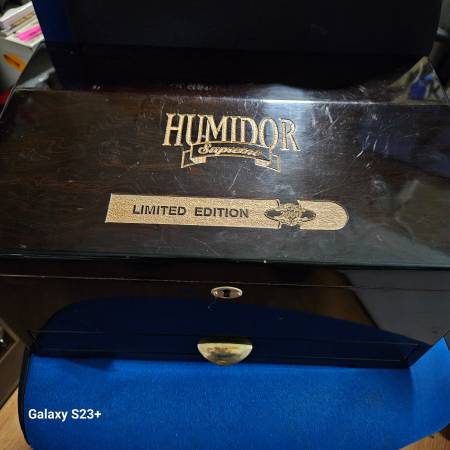 HUMIDOR
Supreme
LIMITED EDITION
Galaxy S23+